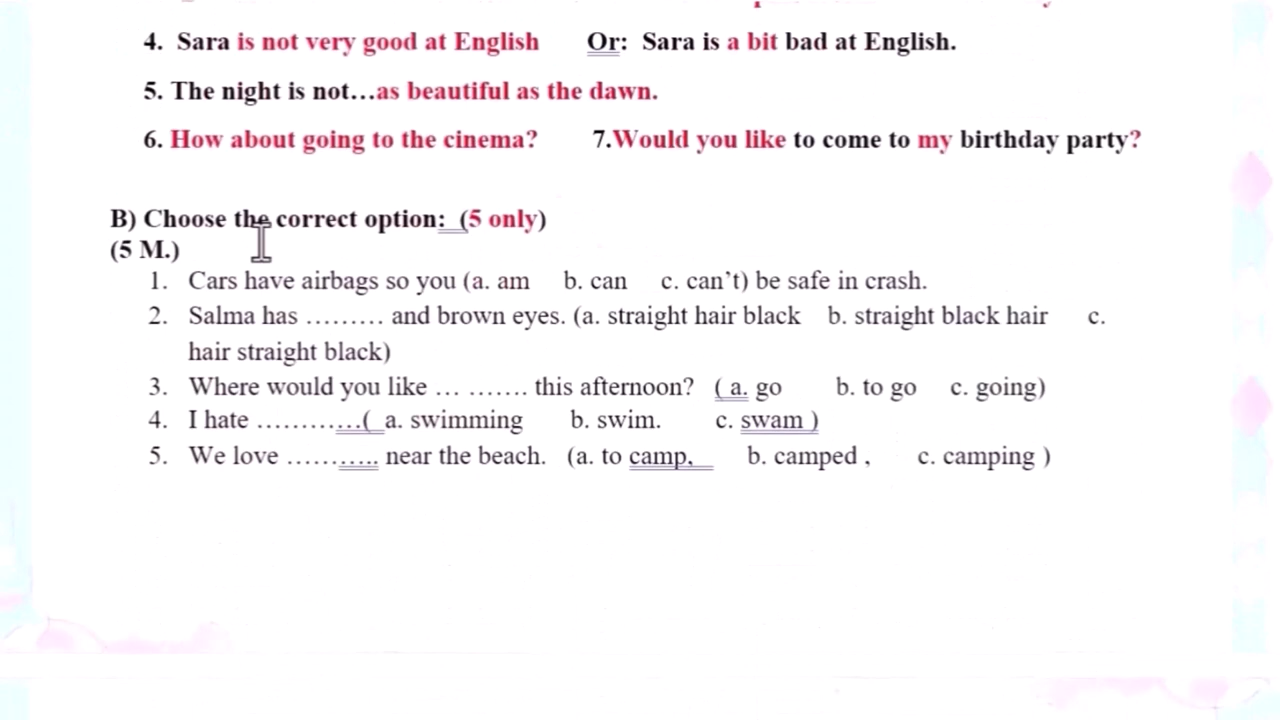 4. Sara is not very good at English Or: Sara is a bit bad at English.
5. The night is not…as beautiful as the dawn.
6. How about going to the cinema? 7.Would you like to come to my birthday party?
B) Choose the correct option: (5 only)
(5 M.)
1. Cars have airbags so you (a. am b. can c. can’t) be safe in crash.
2. Salma has ……… and brown eyes. (a. straight hair black b. straight black hair c.
hair straight black)
3. Where would you like … ……. this afternoon? ( a. go b. to go c. going)
4. I hate …………..( a. swimming b. swim. c. swam )
5. We love ……….. near the beach. (a. to camp, b. camped , c. camping )